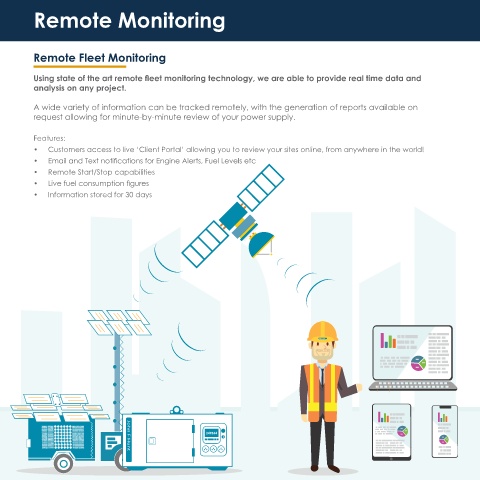 Remote Monitoring
Remote Fleet Monitoring
Using state of the art remote fleet monitoring technology, we are able to provide real time data and
analysis on any project.
A wide variety of information can be tracked remotely, with the generation of reports available on
request allowing for minute-by-minute review of your power supply.
Features:
• Customers access to live ‘Client Portal’ allowing you to review your sites online, from anywhere in the world!
• Email and Text notifications for Engine Alerts, Fuel Levels etc
• Remote Start/Stop capabilities
• Live fuel consumption figures
• Information stored for 30 days